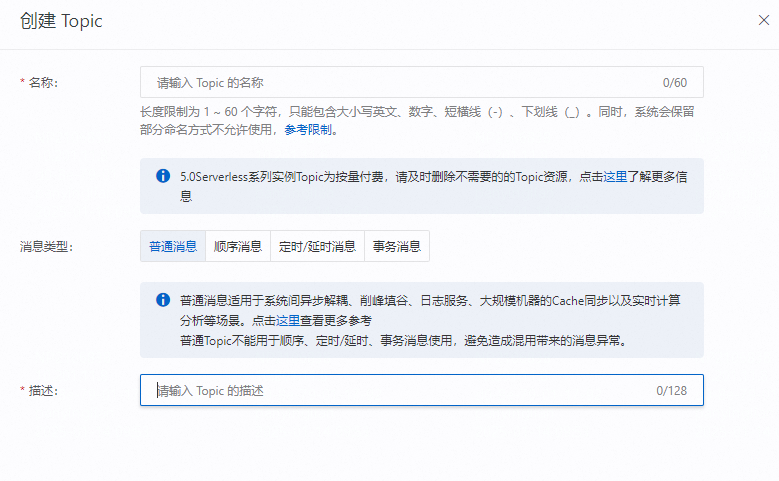 创建 Topic
* 名称: 请输入 Topic 的名称 0/60
长度限制为 1 ~ 60 个字符，只能包含大小写英文、数字、短横线（-）、下划线（_）。同时，系统会保留
部分命名方式不允许使用，参考限制。
5.0Serverless系列实例Topic为按量付费，请及时删除不需要的的Topic资源，点击这里了解更多信
息
消息类型: 普通消息 顺序消息 定时/延时消息 事务消息
普通消息适用于系统间异步解耦、削峰填谷、日志服务、大规模机器的Cache同步以及实时计算
分析等场景。点击这里查看更多参考
普通Topic不能用于顺序、定时/延时、事务消息使用，避免造成混用带来的消息异常。
* 描述: 请输入 Topic 的描述 0/128